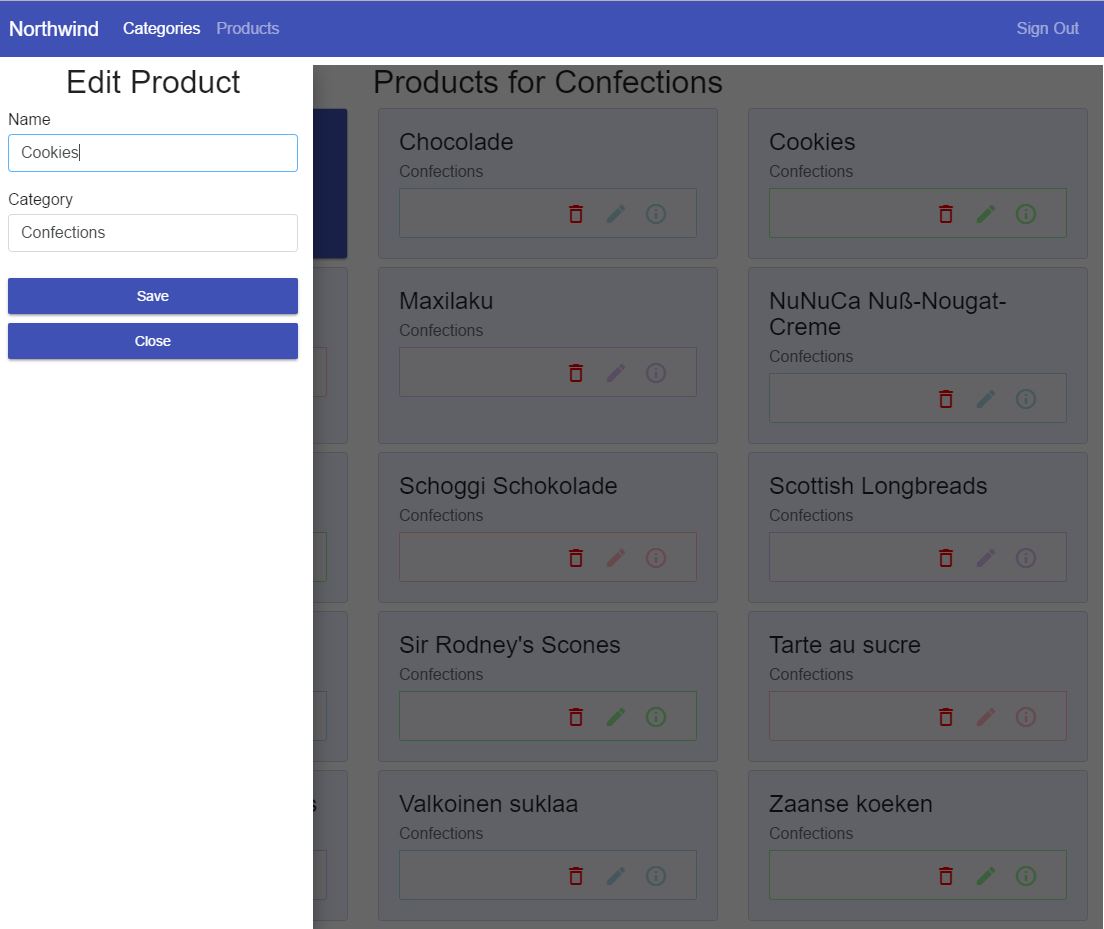 Northwind Categories Products Sign Out
Edit Product
Name
Cookies
Category
Confections
Save
Close
Products for Confections
Chocolade
Confections
Cookies
Confections
Maxilaku
Confections
NuNuCa Nuß-Nougat-
Creme
Confections
Schoggi Schokolade
Confections
Scottish Longbreads
Confections
Sir Rodney's Scones
Confections
Tarte au sucre
Confections
Valkoinen suklaa
Confections
Zaanse koeken
Confections